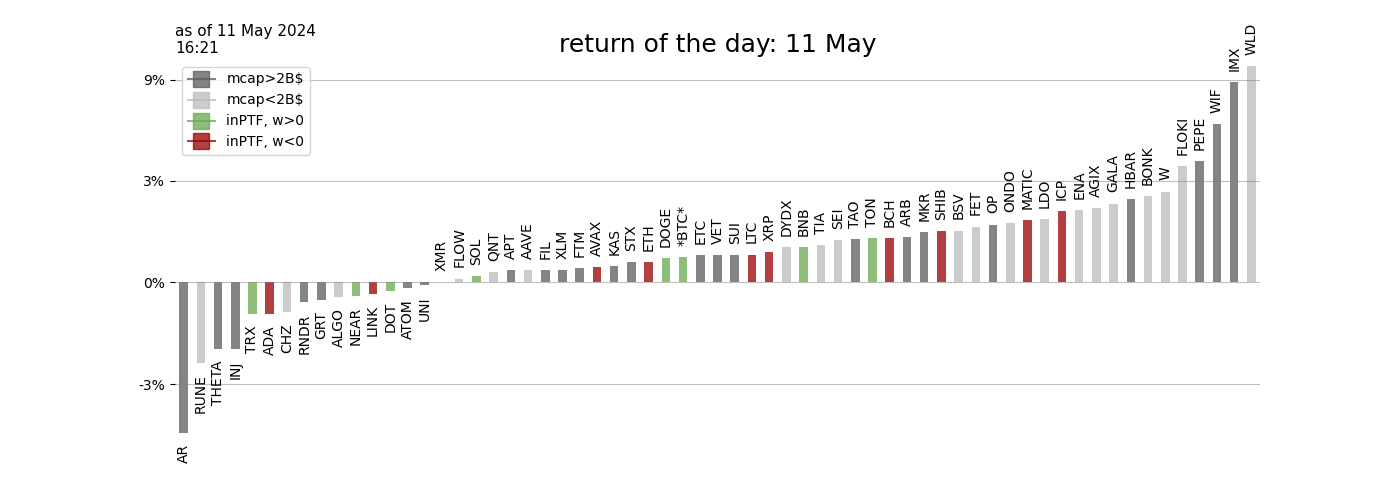 as of 11 May 2024
16:21
return of the day: 11 May
mcap>2B$
mcap<2B$
inPTF, w>0
inPTF, w<0
9%
3%
0%
-3%
AR
RUNE
THETA
INJ
TRX
ADA
CHZ
RNDR
GRT
ALGO
NEAR
LINK
DOT
ATOM
UNI
XMR
FLOW
SOL
QNT
APT
AAVE
FIL
XLM
FTM
AVAX
KAS
STX
ETH
DOGE
*BTC*
ETC
VET
SUI
LTC
XRP
DYDX
BNB
TIA
SEI
TAO
TON
BCH
ARB
MKR
SHIB
BSV
FET
OP
ONDO
MATIC
LDO
ICP
ENA
AGIX
GALA
HBAR
BONK
W
FLOKI
PEPE
WIF
IMX
WLD